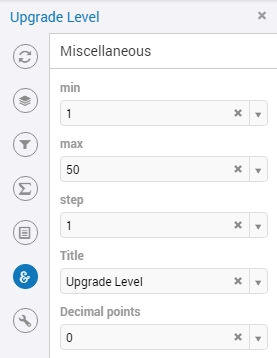 Upgrade Level
Miscellaneous
min
1
max
50
step
1
Title
Upgrade Level
Decimal points
0